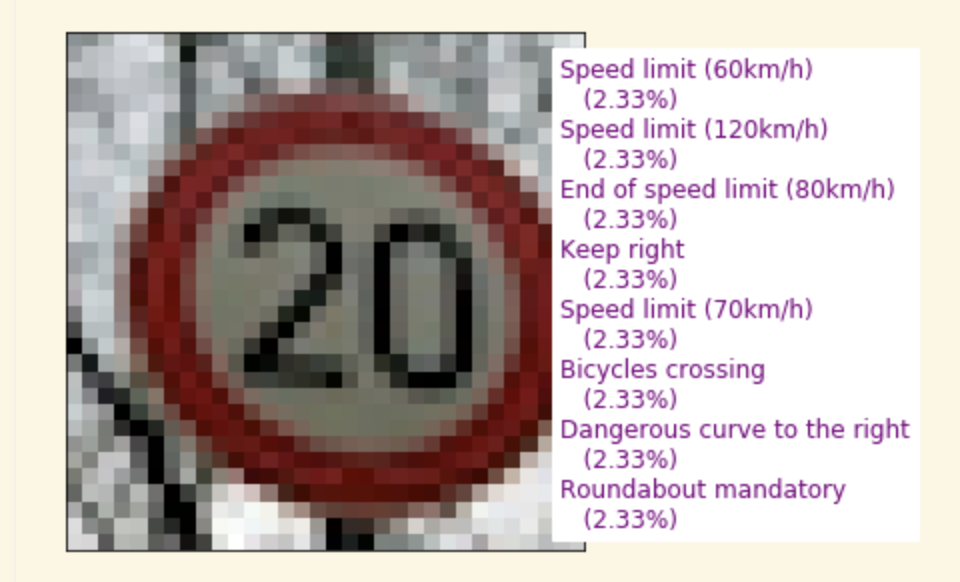 20
Speed limit (60km/h)
(2.33%)
Speed limit (120km/h)
(2.33%)
End of speed limit (80km/h)
(2.33%)
Keep right
(2.33%)
Speed limit (70km/h)
(2.33%)
Bicycles crossing
(2.33%)
Dangerous curve to the right
(2.33%)
Roundabout mandatory
(2.33%)